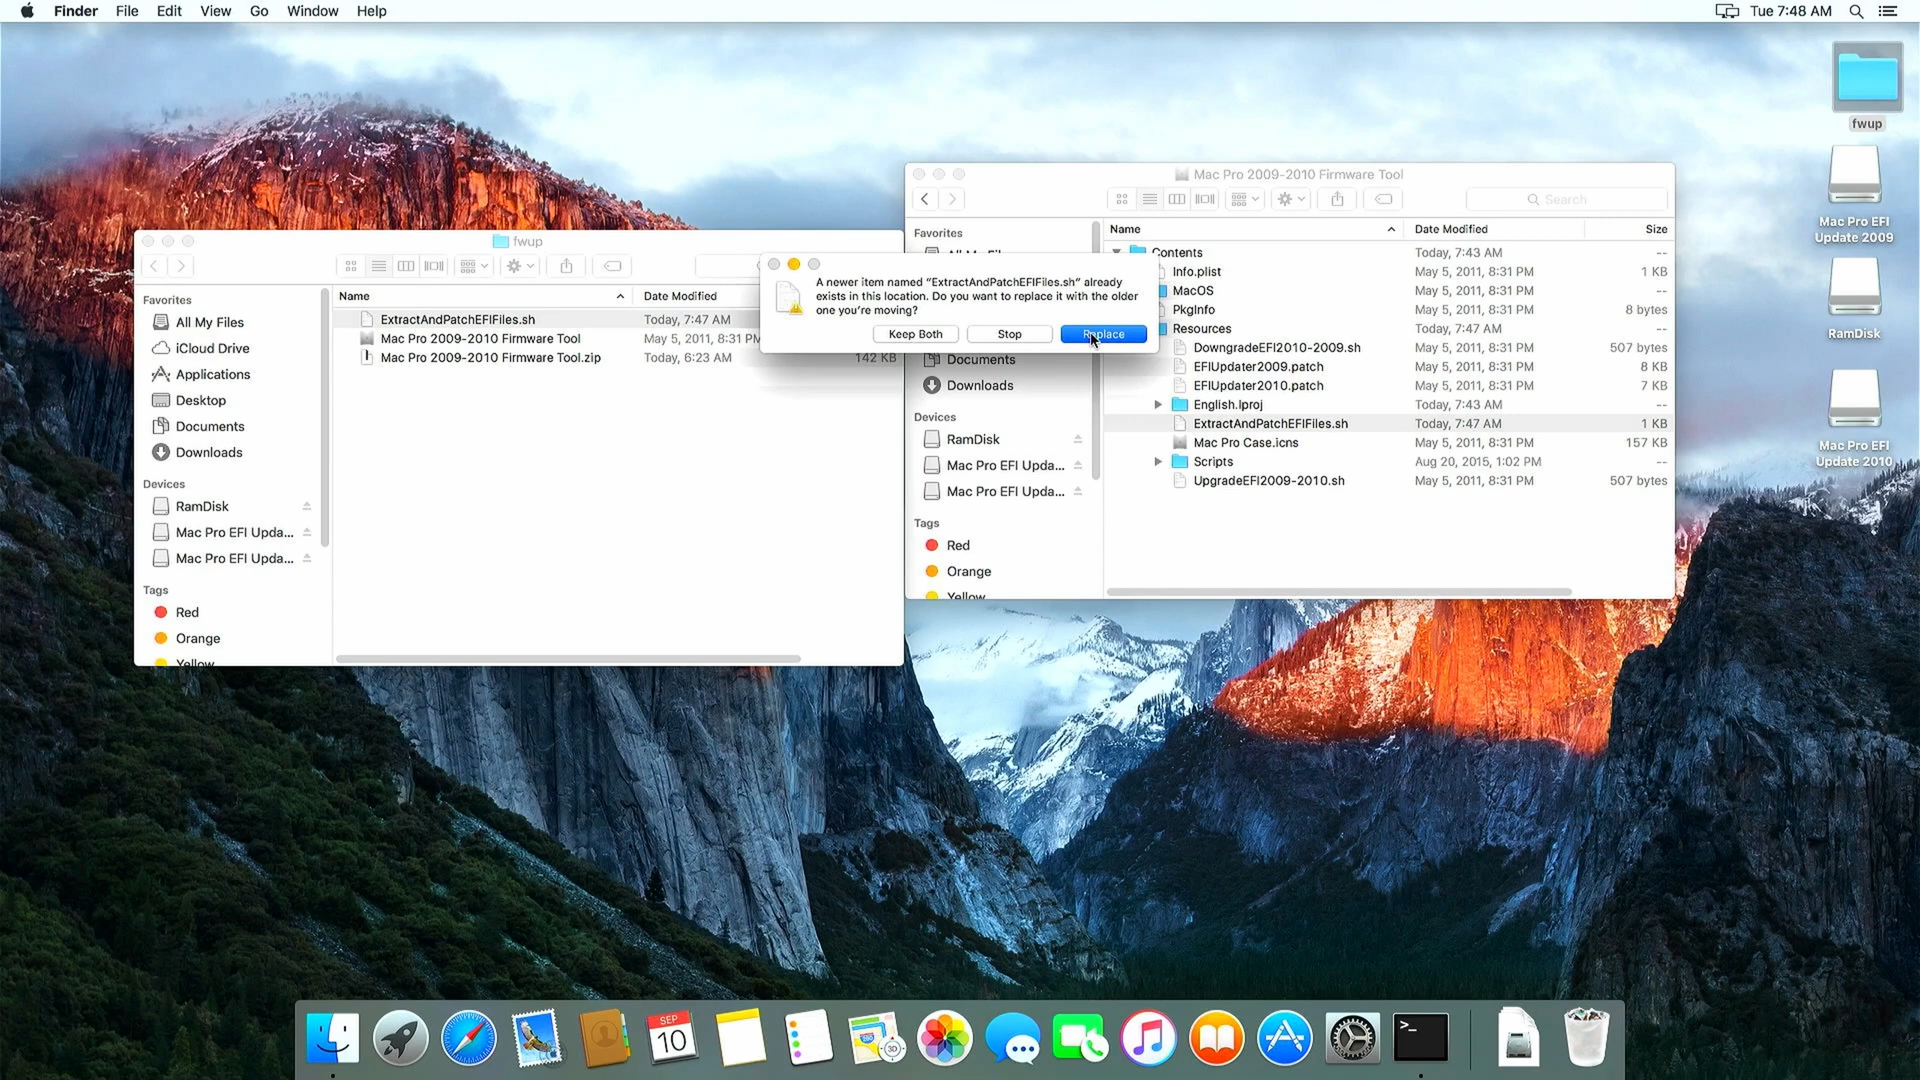 Finder File Edit View Go Window Help
Tue 7:48 AM
fwup
Mac Pro EFI
Update 2009
RamDisk
Mac Pro EFI
Update 2010
fwup
Favorites
All My Files
iCloud Drive
Applications
Desktop
Documents
Downloads
Devices
RamDisk
Mac Pro EFI Upda...
Mac Pro EFI Upda...
Tags
Red
Orange
Yellow
Name Date Modified
ExtractAndPatchEFIFiles.sh Today, 7:47 AM
Mac Pro 2009-2010 Firmware Tool May 5, 2011, 8:31 PM
Mac Pro 2009-2010 Firmware Tool.zip Today, 6:23 AM 142 KB
A newer item named “ExtractAndPatchEFIFiles.sh” already
exists in this location. Do you want to replace it with the older
one you’re moving?
Keep Both Stop Replace
Mac Pro 2009-2010 Firmware Tool
Search
Favorites
Documents
Downloads
Devices
RamDisk
Mac Pro EFI Upda...
Mac Pro EFI Upda...
Tags
Red
Orange
Yellow
Name Date Modified Size
Contents Today, 7:43 AM --
Info.plist May 5, 2011, 8:31 PM 1 KB
MacOS May 5, 2011, 8:31 PM --
PkgInfo May 5, 2011, 8:31 PM 8 bytes
Resources Today, 7:47 AM --
DowngradeEFI2010-2009.sh May 5, 2011, 8:31 PM 507 bytes
EFIUpdater2009.patch May 5, 2011, 8:31 PM 8 KB
EFIUpdater2010.patch May 5, 2011, 8:31 PM 7 KB
English.lproj Today, 7:43 AM --
ExtractAndPatchEFIFiles.sh Today, 7:47 AM 1 KB
Mac Pro Case.icns May 5, 2011, 8:31 PM 157 KB
Scripts Aug 20, 2015, 1:02 PM --
UpgradeEFI2009-2010.sh May 5, 2011, 8:31 PM 507 bytes
SEP
10
3D
>_